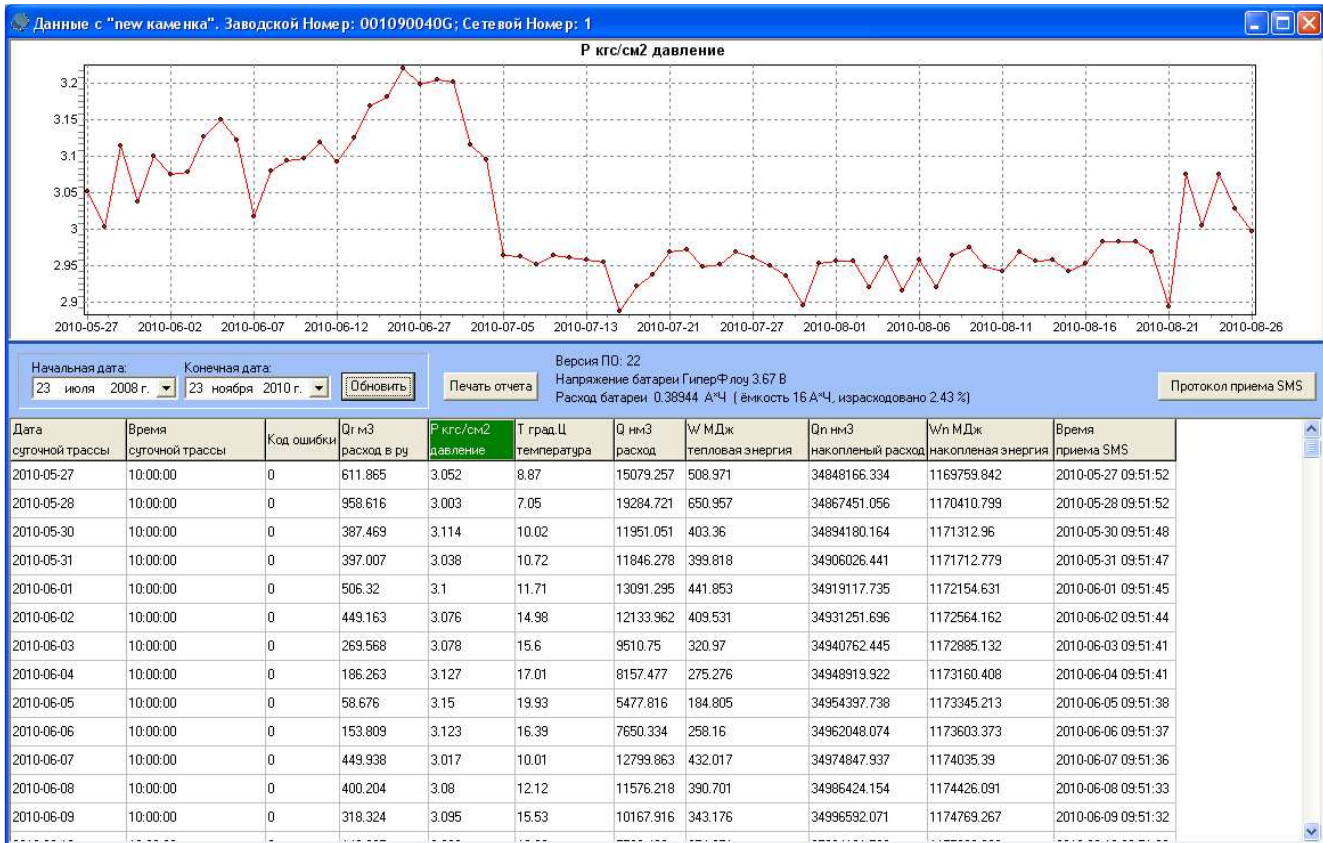 Данные с "new каменка". Заводской Номер: 001090040G; Сетевой Номер: 1
P кгс/см2 давление
3.2
3.15
3.1
3.05
3
2.95
2.9
2010-05-27 2010-06-02 2010-06-07 2010-06-12 2010-06-27 2010-07-05 2010-07-13 2010-07-21 2010-07-27 2010-08-01 2010-08-06 2010-08-11 2010-08-16 2010-08-21 2010-08-26
Начальная дата: Конечная дата:
23 июля 2008 г. 23 ноября 2010 г. Обновить Печать отчета
Версия ПО: 22
Напряжение батареи ГиперФлоу 3.67 В
Расход батареи 0.38944 А*Ч ( ёмкость 16 А*Ч, израсходовано 2.43 %)
Протокол приема SMS
Дата Время Код ошибки Qr м3 P кгс/см2 T град.Ц Q нм3 W МДж Qn нм3 Wn МДж Время
суточной трассы суточной трассы расход в ру давление температура расход тепловая энергия накопленый расход накопленая энергия приема SMS
2010-05-27 10:00:00 0 611.865 3.052 8.87 15079.257 508.971 34848166.334 1169759.842 2010-05-27 09:51:52
2010-05-28 10:00:00 0 958.616 3.003 7.05 19284.721 650.957 34867451.056 1170410.799 2010-05-28 09:51:52
2010-05-30 10:00:00 0 387.469 3.114 10.02 11951.051 403.36 34894180.164 1171312.96 2010-05-30 09:51:48
2010-05-31 10:00:00 0 397.007 3.038 10.72 11846.278 399.818 34906026.441 1171712.779 2010-05-31 09:51:47
2010-06-01 10:00:00 0 506.32 3.1 11.71 13091.295 441.853 34919117.735 1172154.631 2010-06-01 09:51:45
2010-06-02 10:00:00 0 449.163 3.076 14.98 12133.962 409.531 34931251.696 1172564.162 2010-06-02 09:51:44
2010-06-03 10:00:00 0 269.568 3.078 15.6 9510.75 320.97 34940762.445 1172885.132 2010-06-03 09:51:41
2010-06-04 10:00:00 0 186.263 3.127 17.01 8157.477 275.276 34948919.922 1173160.408 2010-06-04 09:51:41
2010-06-05 10:00:00 0 58.676 3.15 19.93 5477.816 184.805 34954397.738 1173345.213 2010-06-05 09:51:38
2010-06-06 10:00:00 0 153.809 3.123 16.39 7650.334 258.16 34962048.074 1173603.373 2010-06-06 09:51:37
2010-06-07 10:00:00 0 449.938 3.017 10.01 12799.863 432.017 34974847.937 1174035.39 2010-06-07 09:51:36
2010-06-08 10:00:00 0 400.204 3.08 12.12 11576.218 390.701 34986424.154 1174426.091 2010-06-08 09:51:33
2010-06-09 10:00:00 0 318.324 3.095 15.53 10167.916 343.176 34996592.071 1174769.267 2010-06-09 09:51:32